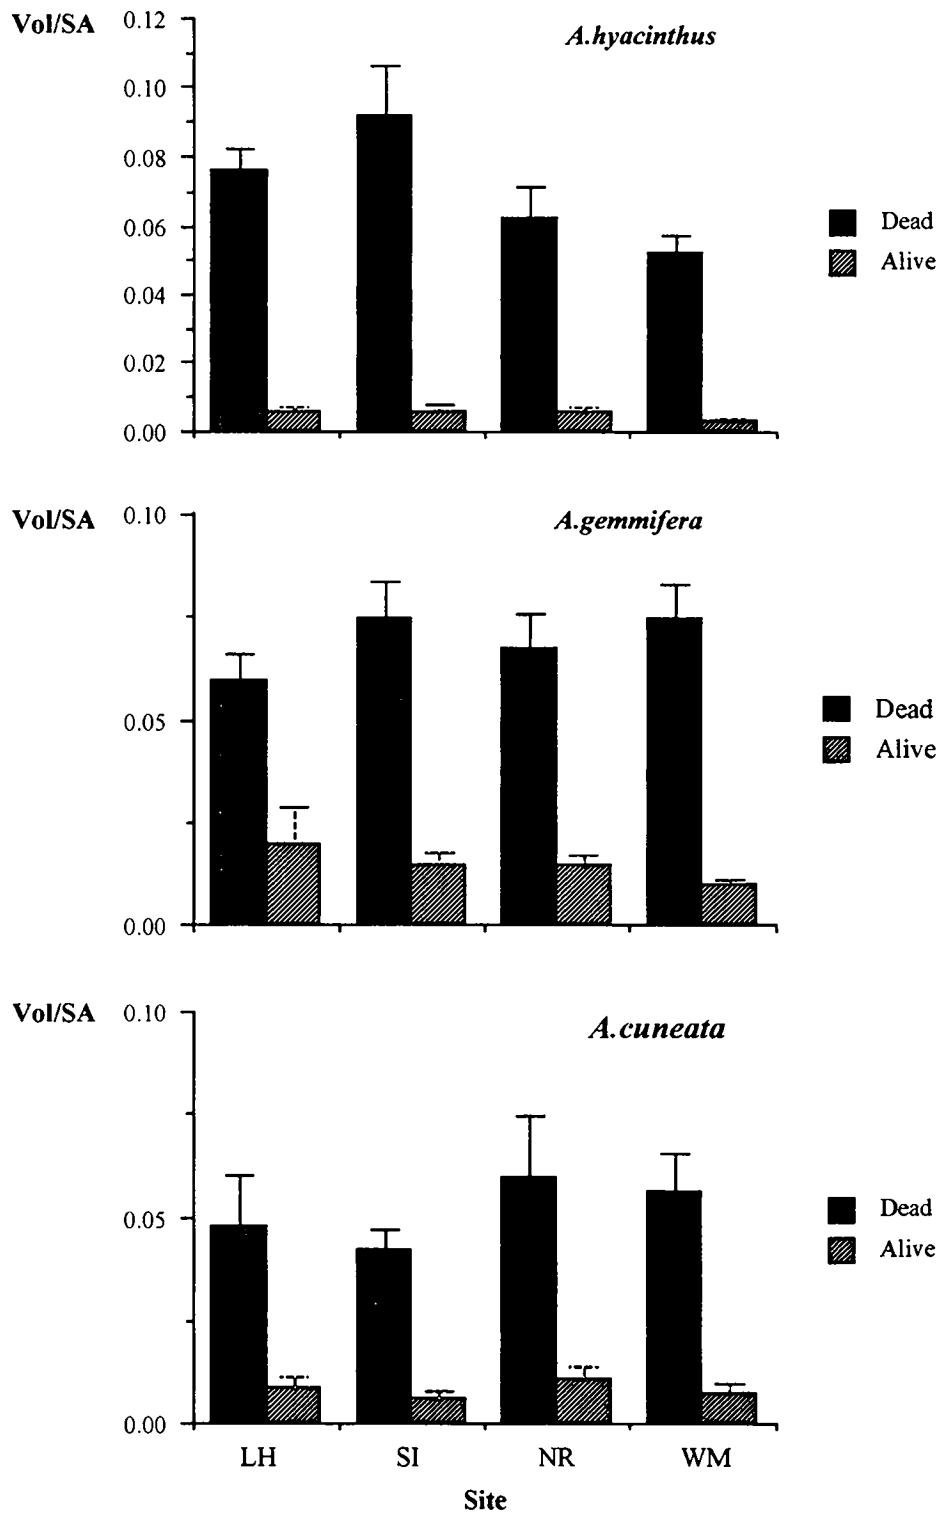 Vol/SA
A.hyacinthus
0.12
0.10
0.08
0.06
0.04
0.02
0.00
Dead
Alive
Vol/SA
A.gemmifera
0.10
0.05
0.00
Dead
Alive
Vol/SA
A.cuneata
0.10
0.05
0.00
Dead
Alive
LH SI NR WM
Site